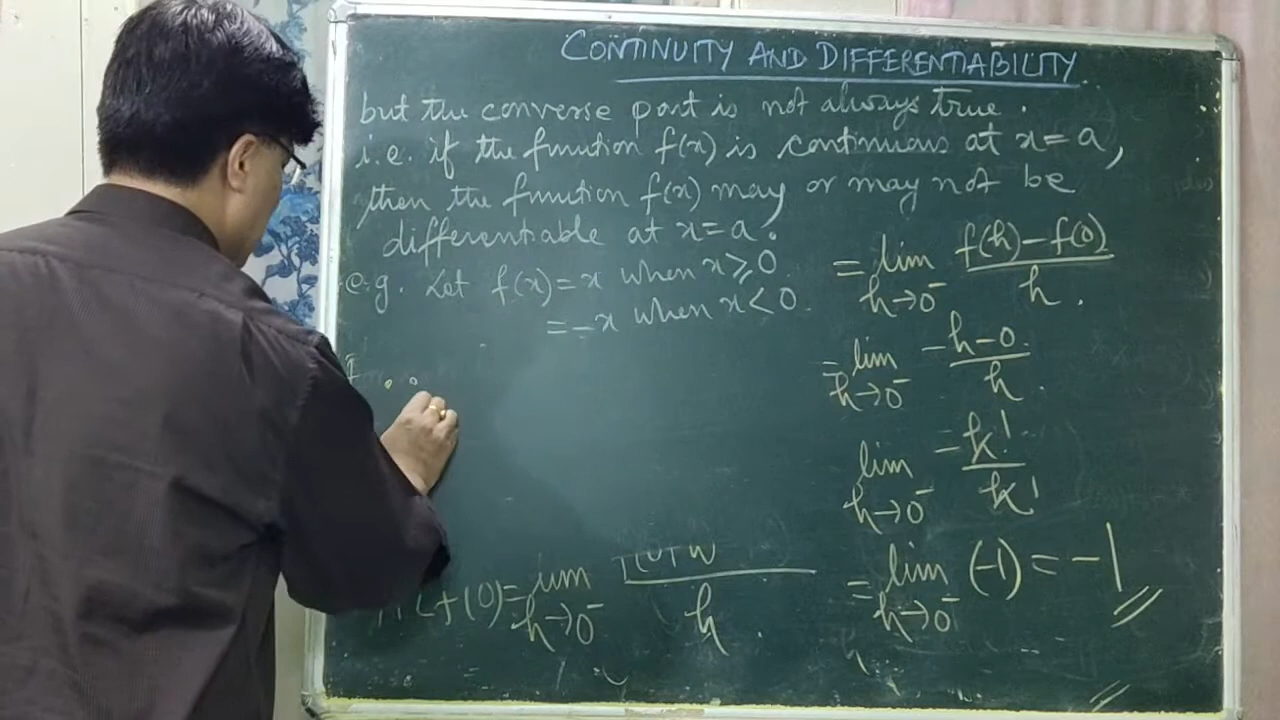 CONTINUITY AND DIFFERENTIABILITY
but the converse part is not always true.
i.e. if the function f(x) is continuous at x=a,
then the function f(x) may or may not be
differentiable at x=a.
e.g. Let f(x)=x when x≥0
=-x when x<0.
f(0)=lim h→0⁻ / h.
=lim h→0⁻ f(h)-f(0)/h.
=lim h→0⁻ -h-0/h.
lim h→0⁻ -h/h
=lim h→0⁻ (-1)=-1